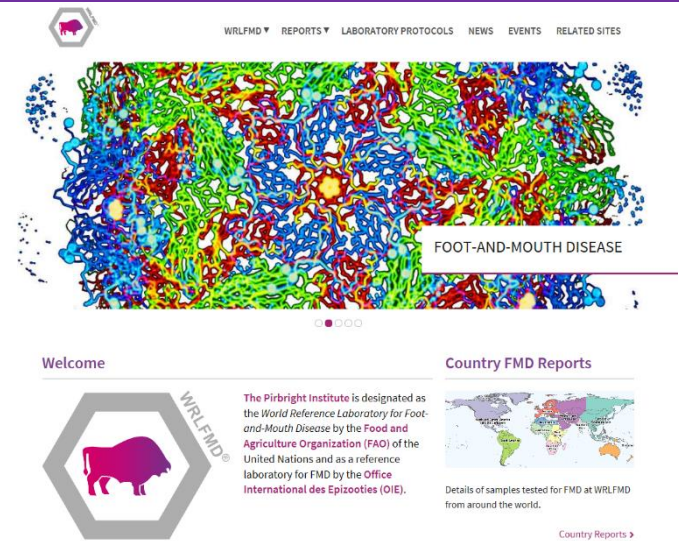 WRLFMD®
WRLFMD▼ REPORTS▼ LABORATORY PROTOCOLS NEWS EVENTS RELATED SITES
FOOT-AND-MOUTH DISEASE
Welcome
WRLFMD®
The Pirbright Institute is designated as
the World Reference Laboratory for Foot-
and-Mouth Disease by the Food and
Agriculture Organization (FAO) of the
United Nations and as a reference
laboratory for FMD by the Office
International des Epizooties (OIE).
Country FMD Reports
Details of samples tested for FMD at WRLFMD
from around the world.
Country Reports >